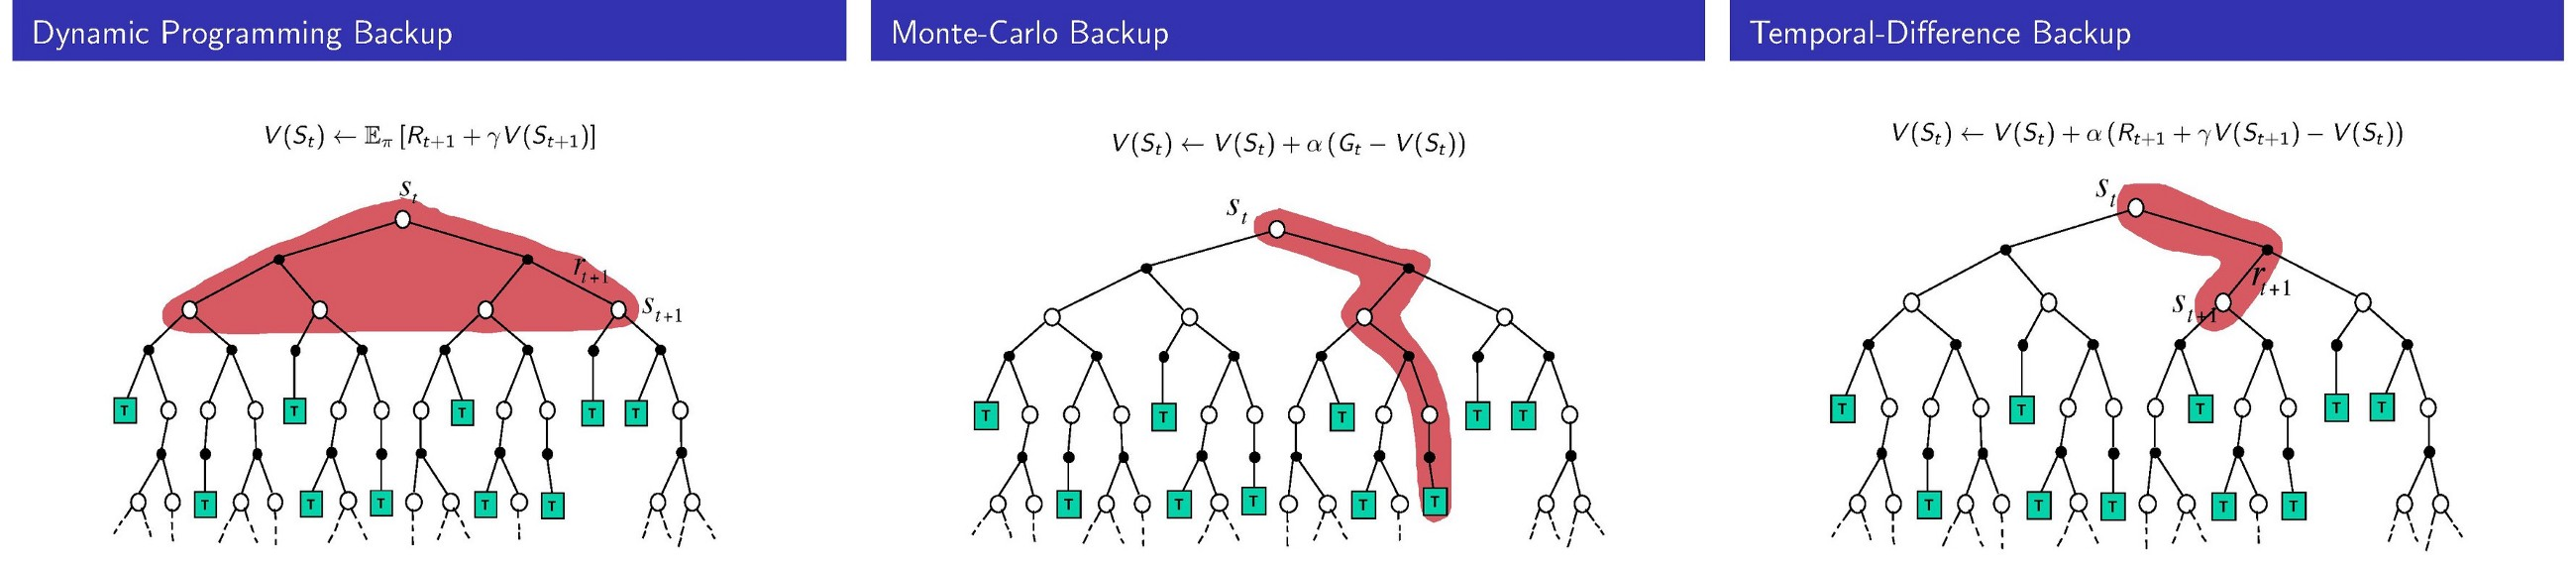 Dynamic Programming Backup
V(S_t) ← 𝔼_π [R_{t+1} + γV(S_{t+1})]
s_t
r_{t+1}
s_{t+1}
T T T T T
T T T T T
Monte-Carlo Backup
V(S_t) ← V(S_t) + α (G_t − V(S_t))
s_t
T T T T T
T T T T T
Temporal-Difference Backup
V(S_t) ← V(S_t) + α (R_{t+1} + γV(S_{t+1}) − V(S_t))
s_t
r_{t+1}
s_{t+1}
T T T T T
T T T T T